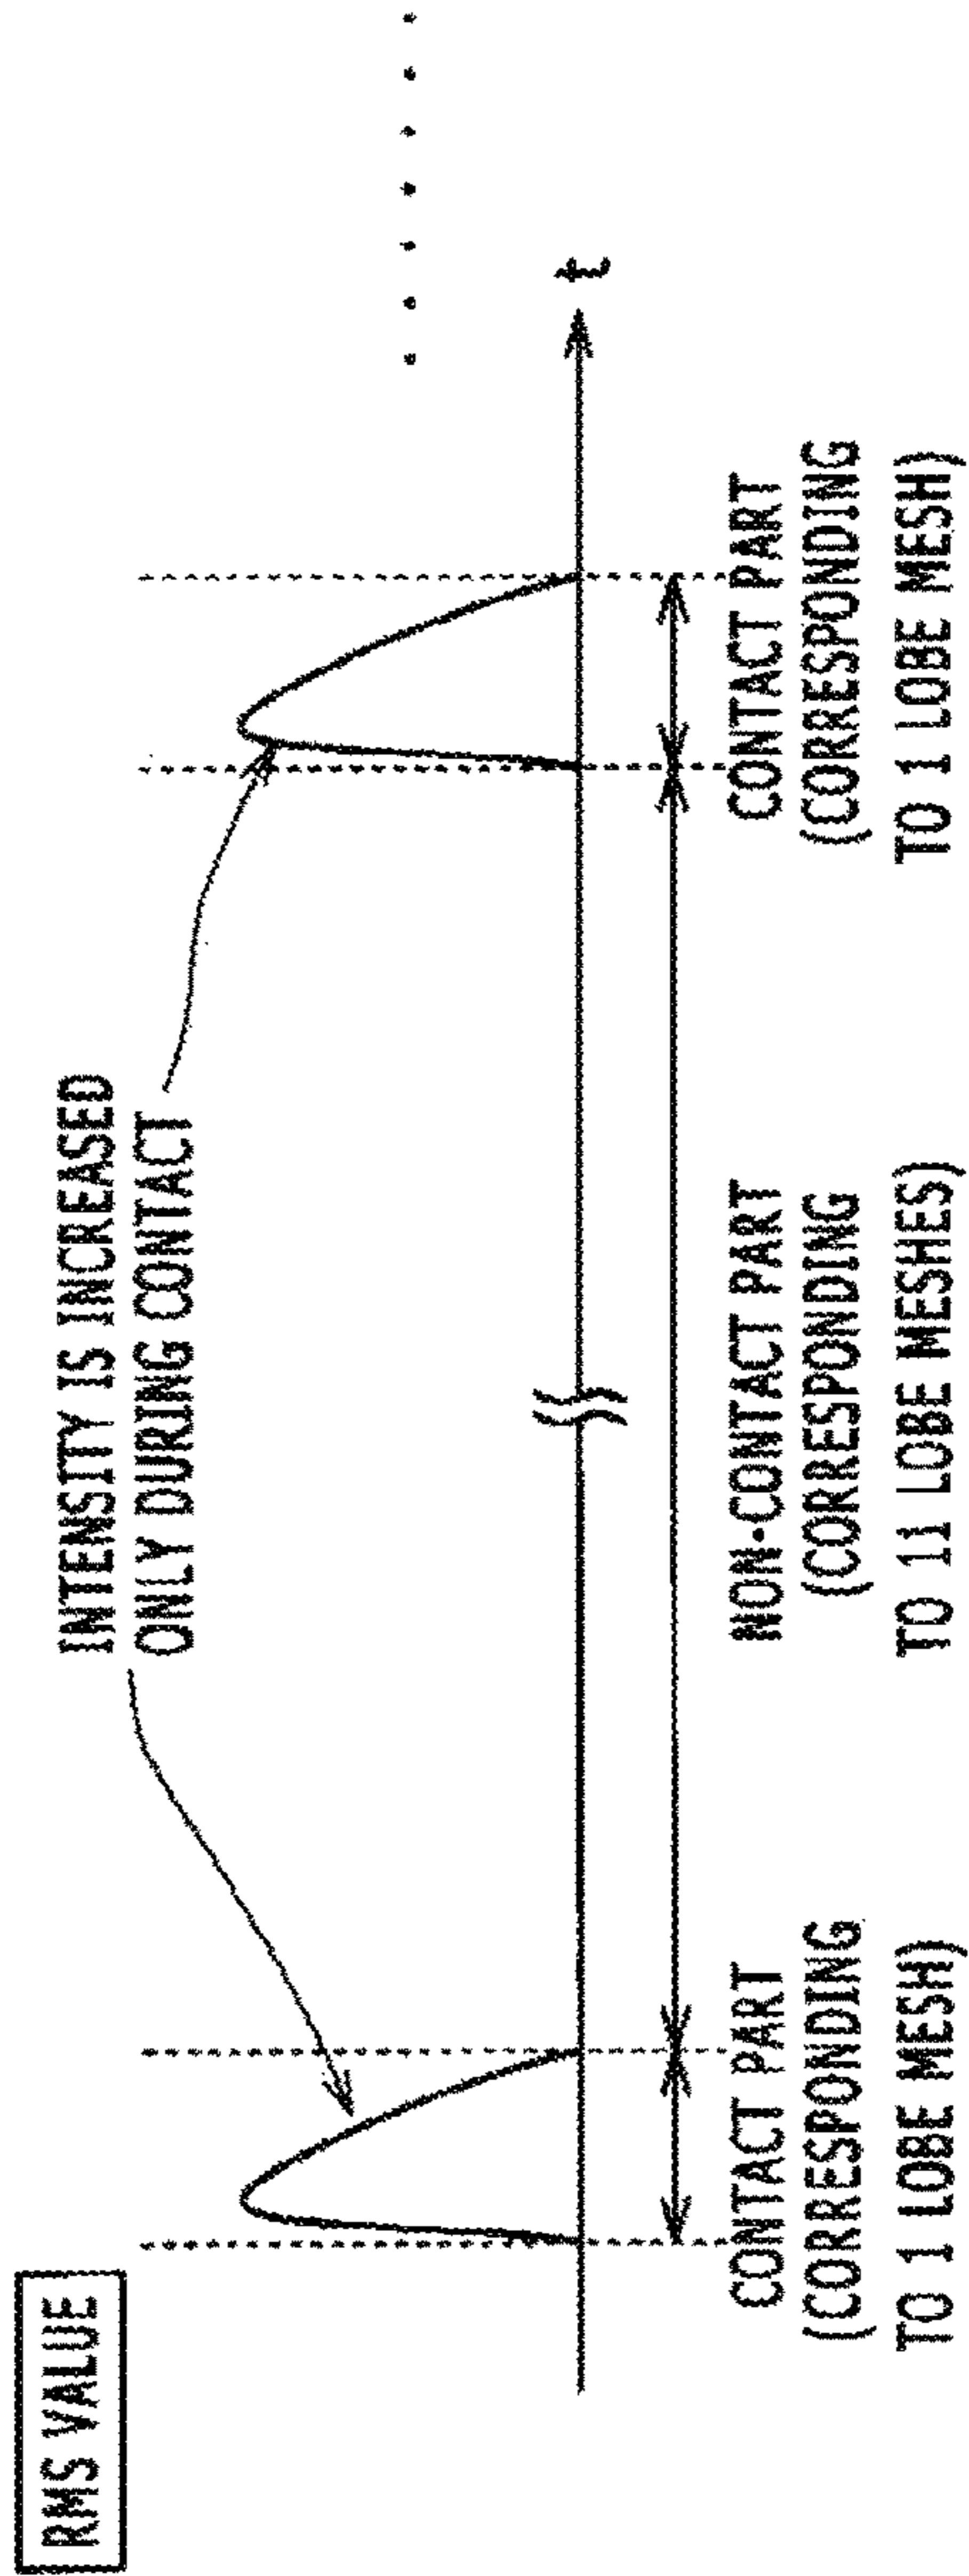 RMS VALUE
INTENSITY IS INCREASED
ONLY DURING CONTACT
t
CONTACT PART
(CORRESPONDING
TO 1 LOBE MESH)
NON-CONTACT PART
(CORRESPONDING
TO 11 LOBE MESHES)
CONTACT PART
(CORRESPONDING
TO 1 LOBE MESH)